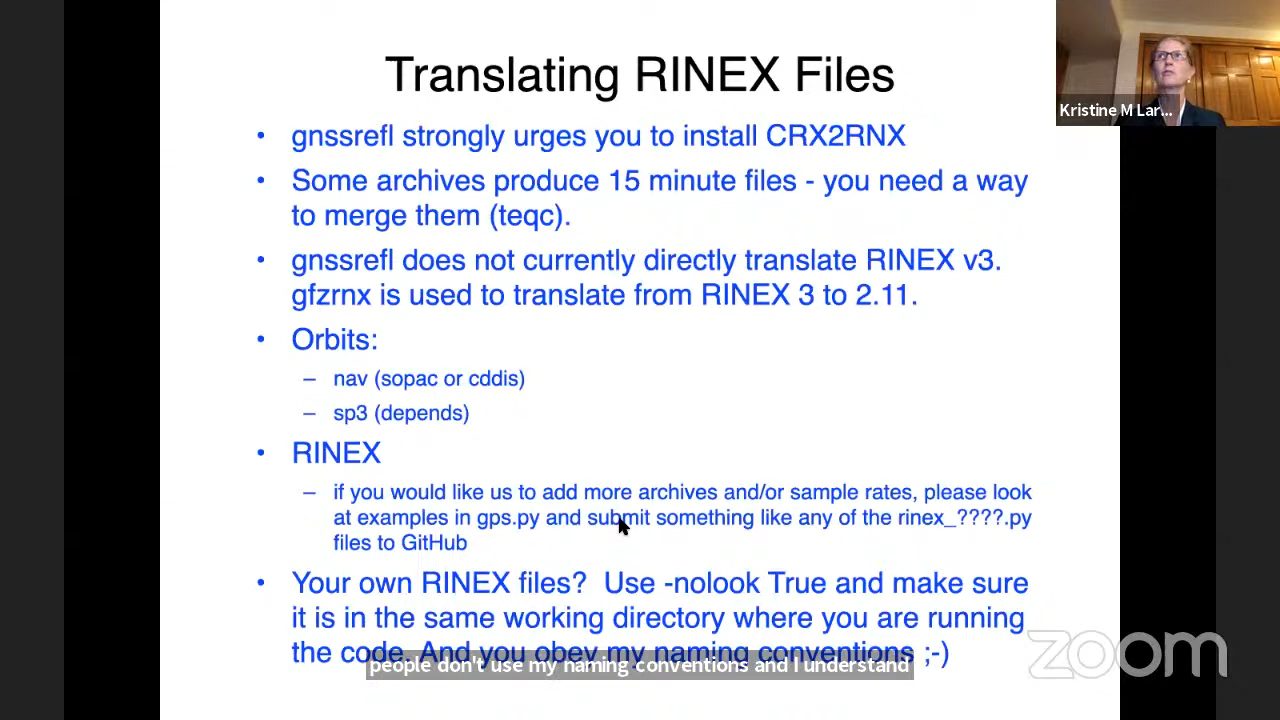 Translating RINEX Files
Kristine M Lar...
• gnssrefl strongly urges you to install CRX2RNX
• Some archives produce 15 minute files - you need a way
to merge them (teqc).
• gnssrefl does not currently directly translate RINEX v3.
gfzrnx is used to translate from RINEX 3 to 2.11.
• Orbits:
– nav (sopac or cddis)
– sp3 (depends)
• RINEX
– if you would like us to add more archives and/or sample rates, please look
at examples in gps.py and submit something like any of the rinex_????.py
files to GitHub
• Your own RINEX files?  Use -nolook True and make sure
it is in the same working directory where you are running
the code. And you obey my naming conventions ;-)
people don't use my naming conventions and I understand
zoom